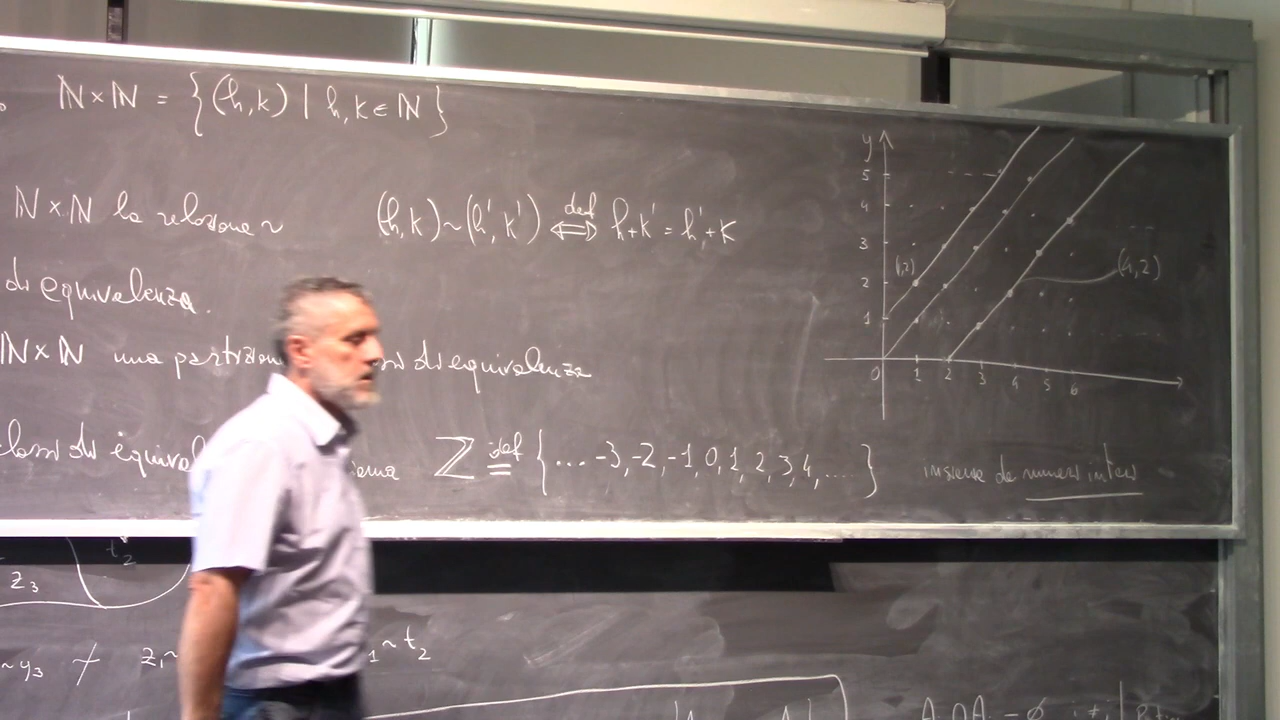 N×N = {(h,k) | h,k∈N}
N×N la relazione ~ (h,k)~(h',k') ⇔def h+k'=h'+k
di equivalenza.
N×N una partizion di equivalenza
classi di equival Z =def {... -3,-2,-1,0,1,2,3,4,....} insieme dei numeri interi
y
5
4
3
(1,2)
(4,2)
2
1
0 1 2 3 4 5 6
t₂
z₃
~y₃ z₁~ ₁~t₂